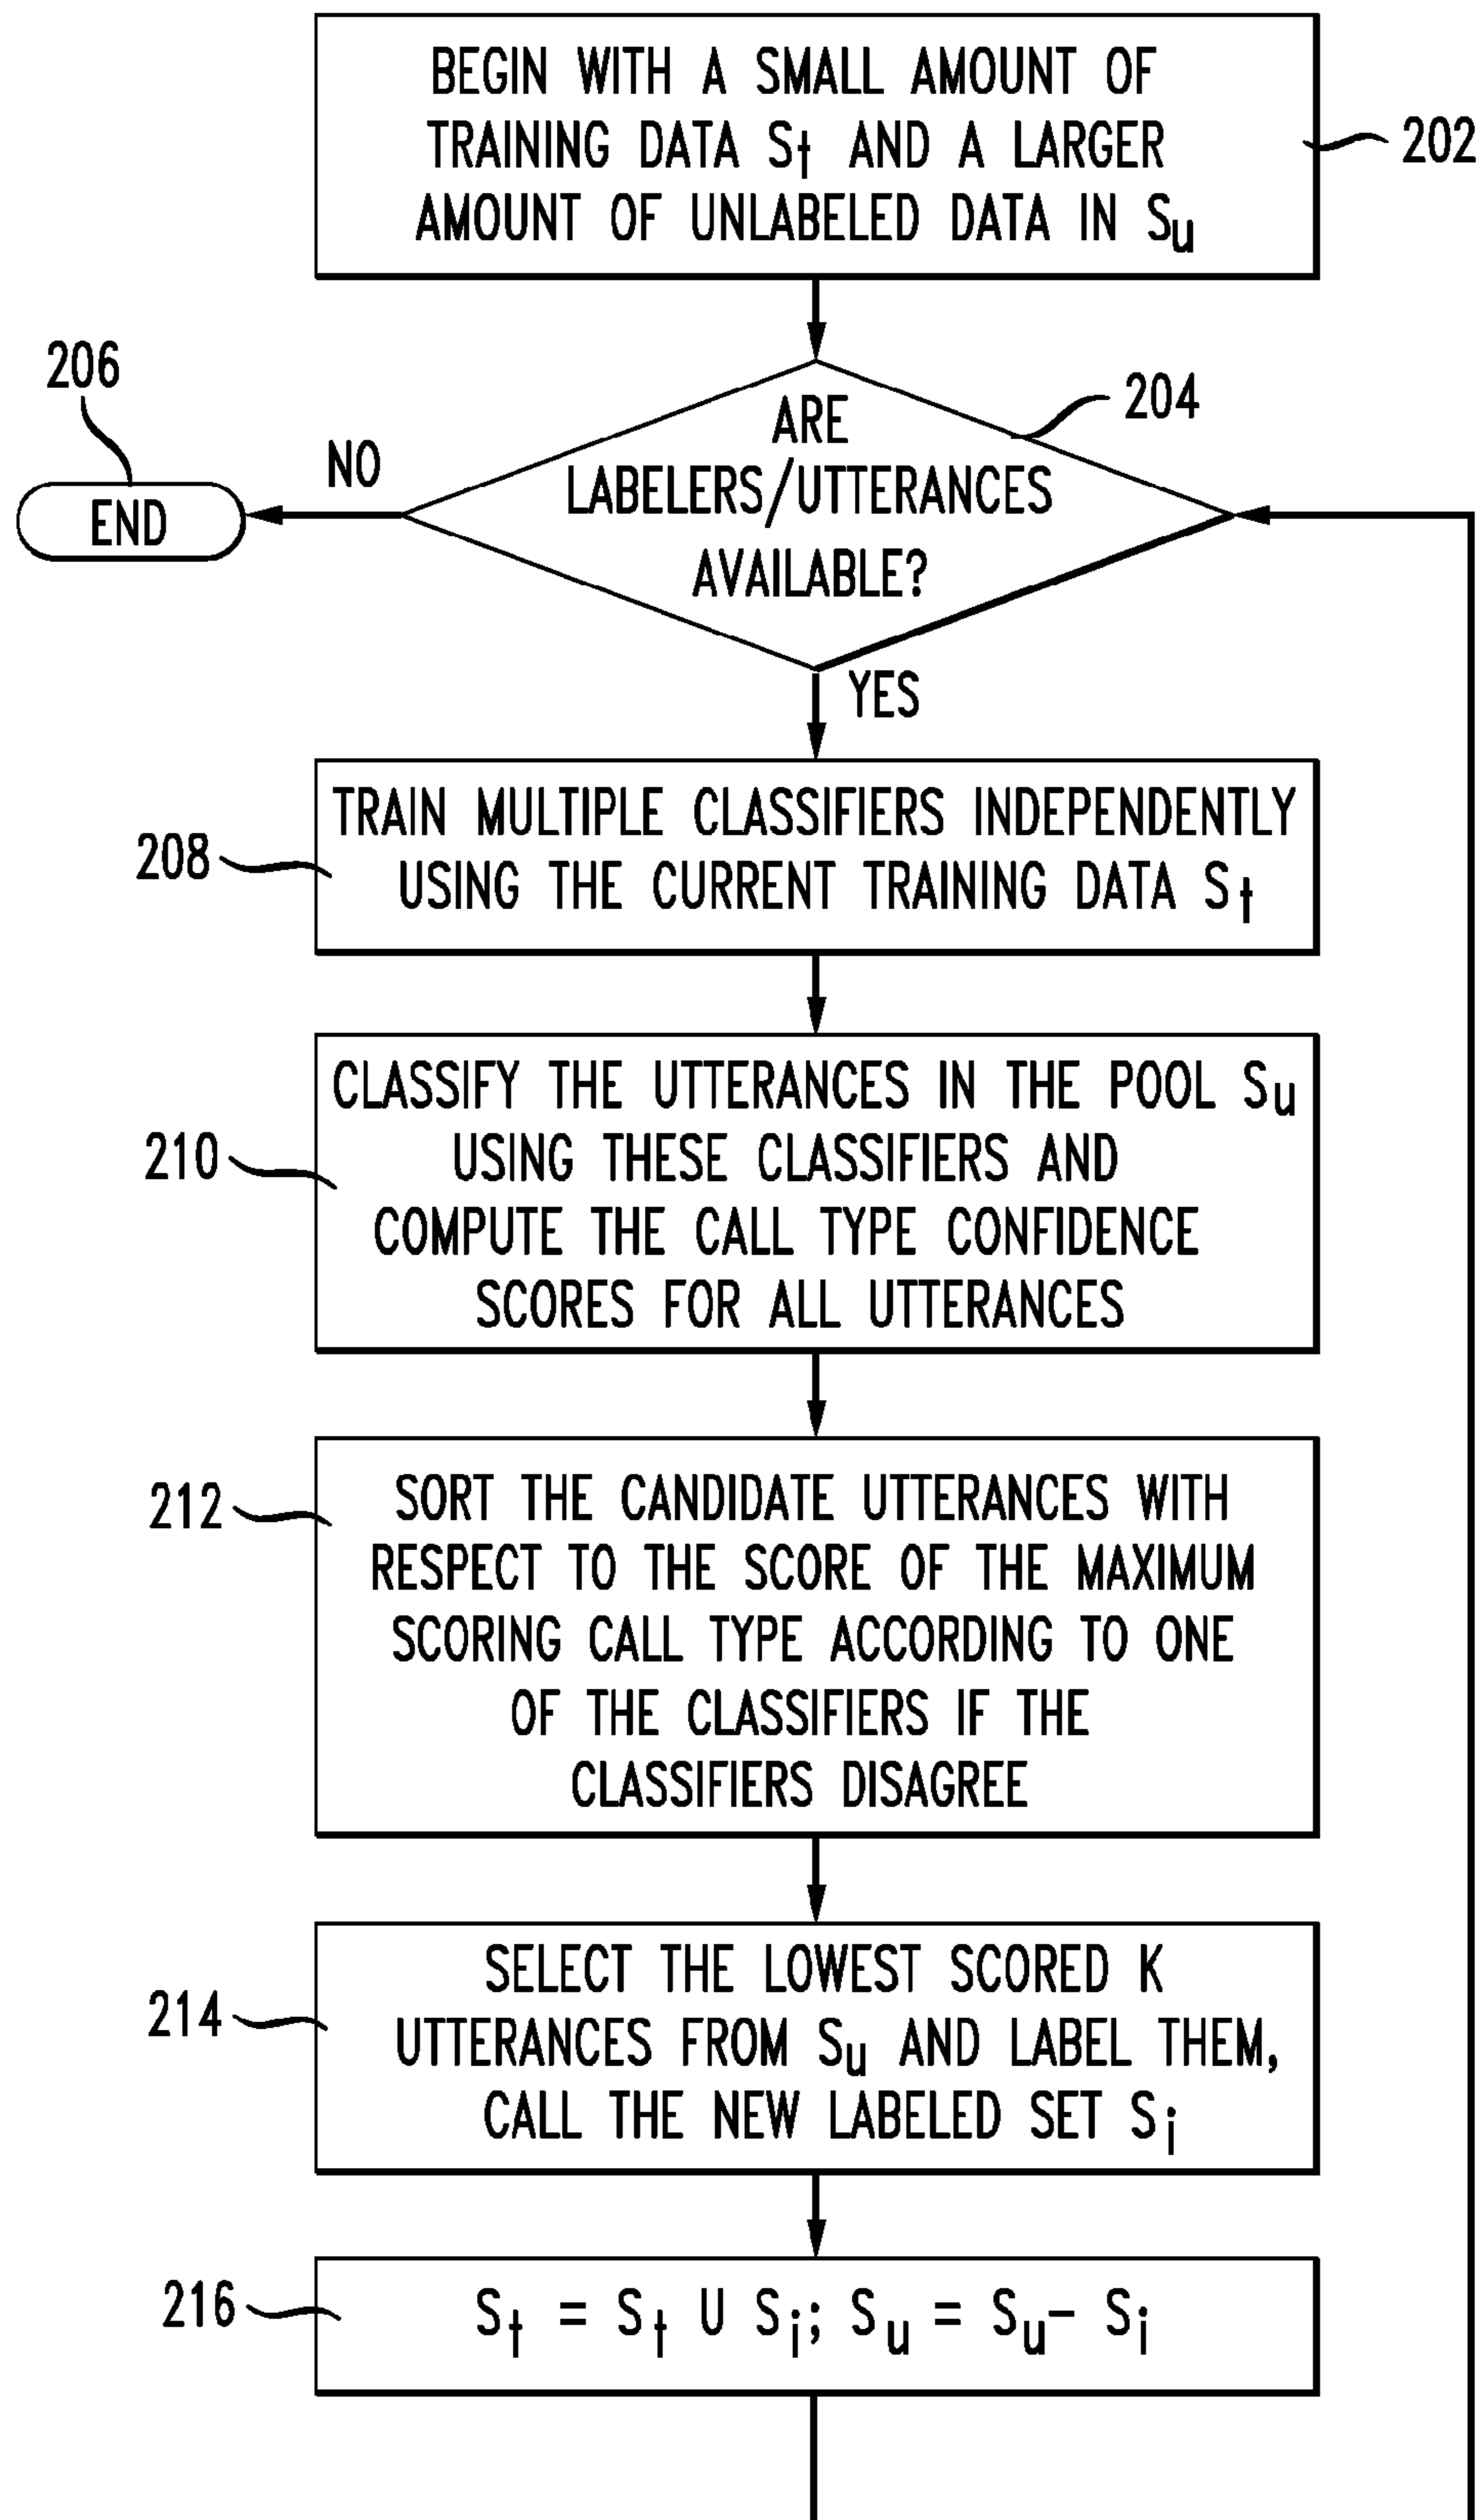 BEGIN WITH A SMALL AMOUNT OF
TRAINING DATA St AND A LARGER
AMOUNT OF UNLABELED DATA IN Su
202
206
204
ARE
NO
LABELERS/UTTERANCES
END
AVAILABLE?
YES
TRAIN MULTIPLE CLASSIFIERS INDEPENDENTLY
208
USING THE CURRENT TRAINING DATA St
CLASSIFY THE UTTERANCES IN THE POOL Su
210
USING THESE CLASSIFIERS AND
COMPUTE THE CALL TYPE CONFIDENCE
SCORES FOR ALL UTTERANCES
212
SORT THE CANDIDATE UTTERANCES WITH
RESPECT TO THE SCORE OF THE MAXIMUM
SCORING CALL TYPE ACCORDING TO ONE
OF THE CLASSIFIERS IF THE
CLASSIFIERS DISAGREE
SELECT THE LOWEST SCORED K
214
UTTERANCES FROM Su AND LABEL THEM,
CALL THE NEW LABELED SET Si
216
St = St U Si; Su = Su- Si